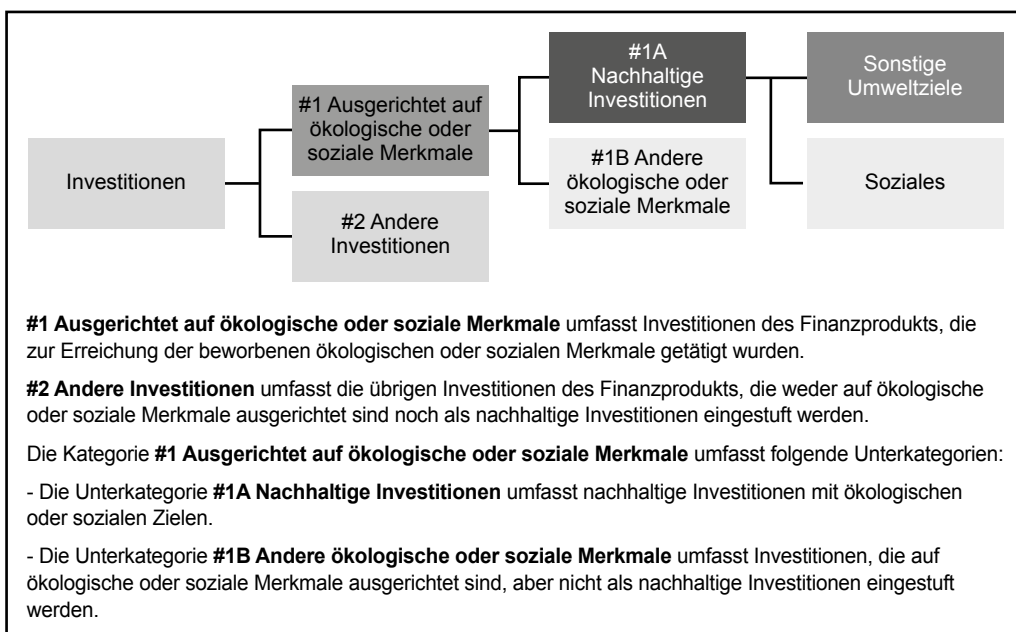 #1A
Nachhaltige
Investitionen
Sonstige
Umweltziele
#1 Ausgerichtet auf
ökologische oder
soziale Merkmale
#1B Andere
ökologische oder
soziale Merkmale
Investitionen
Soziales
#2 Andere
Investitionen
#1 Ausgerichtet auf ökologische oder soziale Merkmale umfasst Investitionen des Finanzprodukts, die
zur Erreichung der beworbenen ökologischen oder sozialen Merkmale getätigt wurden.
#2 Andere Investitionen umfasst die übrigen Investitionen des Finanzprodukts, die weder auf ökologische
oder soziale Merkmale ausgerichtet sind noch als nachhaltige Investitionen eingestuft werden.
Die Kategorie #1 Ausgerichtet auf ökologische oder soziale Merkmale umfasst folgende Unterkategorien:
- Die Unterkategorie #1A Nachhaltige Investitionen umfasst nachhaltige Investitionen mit ökologischen
oder sozialen Zielen.
- Die Unterkategorie #1B Andere ökologische oder soziale Merkmale umfasst Investitionen, die auf
ökologische oder soziale Merkmale ausgerichtet sind, aber nicht als nachhaltige Investitionen eingestuft
werden.